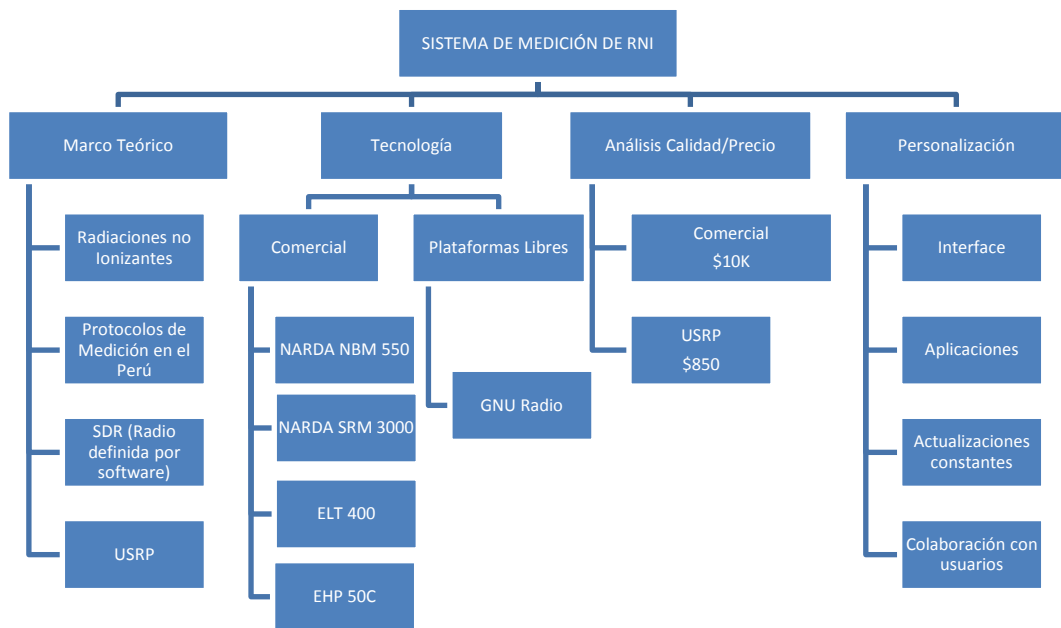 SISTEMA DE MEDICIÓN DE RNI
Marco Teórico
Tecnología
Análisis Calidad/Precio
Personalización
Radiaciones no
Ionizantes
Protocolos de
Medición en el
Perú
SDR (Radio
definida por
software)
USRP
Comercial
Plataformas Libres
NARDA NBM 550
NARDA SRM 3000
ELT 400
EHP 50C
GNU Radio
Comercial
$10K
USRP
$850
Interface
Aplicaciones
Actualizaciones
constantes
Colaboración con
usuarios